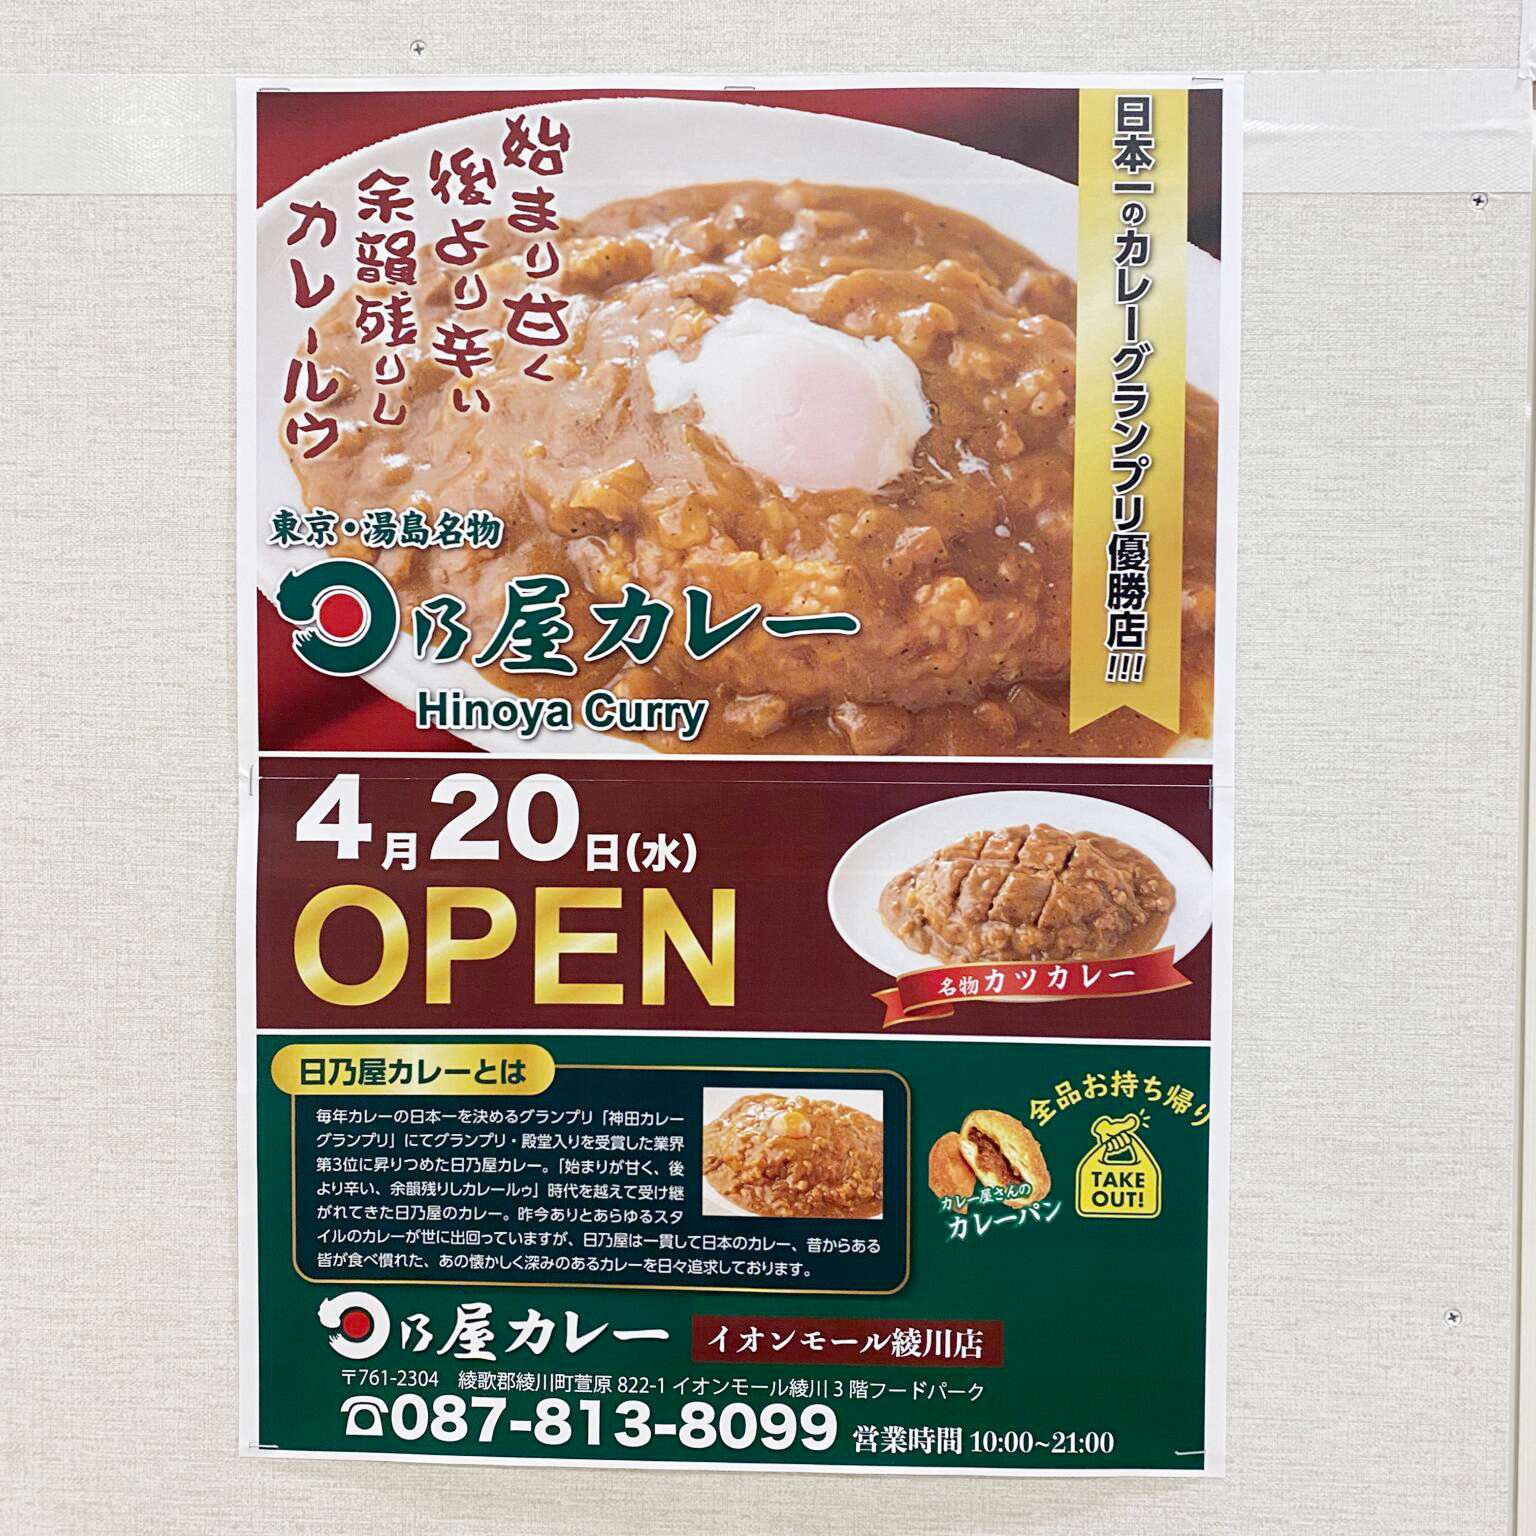 日本一のカレーグランプリ優勝店!!!
始まり甘く
後より辛い
余韻残りし
カレールウ
東京・湯島名物
日乃屋カレー
Hinoya Curry
4月20日(水)
OPEN
名物カツカレー
日乃屋カレーとは
毎年カレーの日本一を決めるグランプリ「神田カレー
グランプリ」にてグランプリ・殿堂入りを受賞した業界
第3位に昇りつめた日乃屋カレー。「始まりが甘く、後
より辛い、余韻残りしカレールゥ」時代を越えて受け継
がれてきた日乃屋のカレー。昨今ありとあらゆるスタ
イルのカレーが世に出回っていますが、日乃屋は一貫して日本のカレー、昔からある
皆が食べ慣れた、あの懐かしく深みのあるカレーを日々追求しております。
全品お持ち帰り
TAKE
OUT!
カレー屋さんの
カレーパン
日乃屋カレー イオンモール綾川店
〒761-2304 綾歌郡綾川町萱原 822-1 イオンモール綾川 3 階フードパーク
☎087-813-8099 営業時間 10:00~21:00